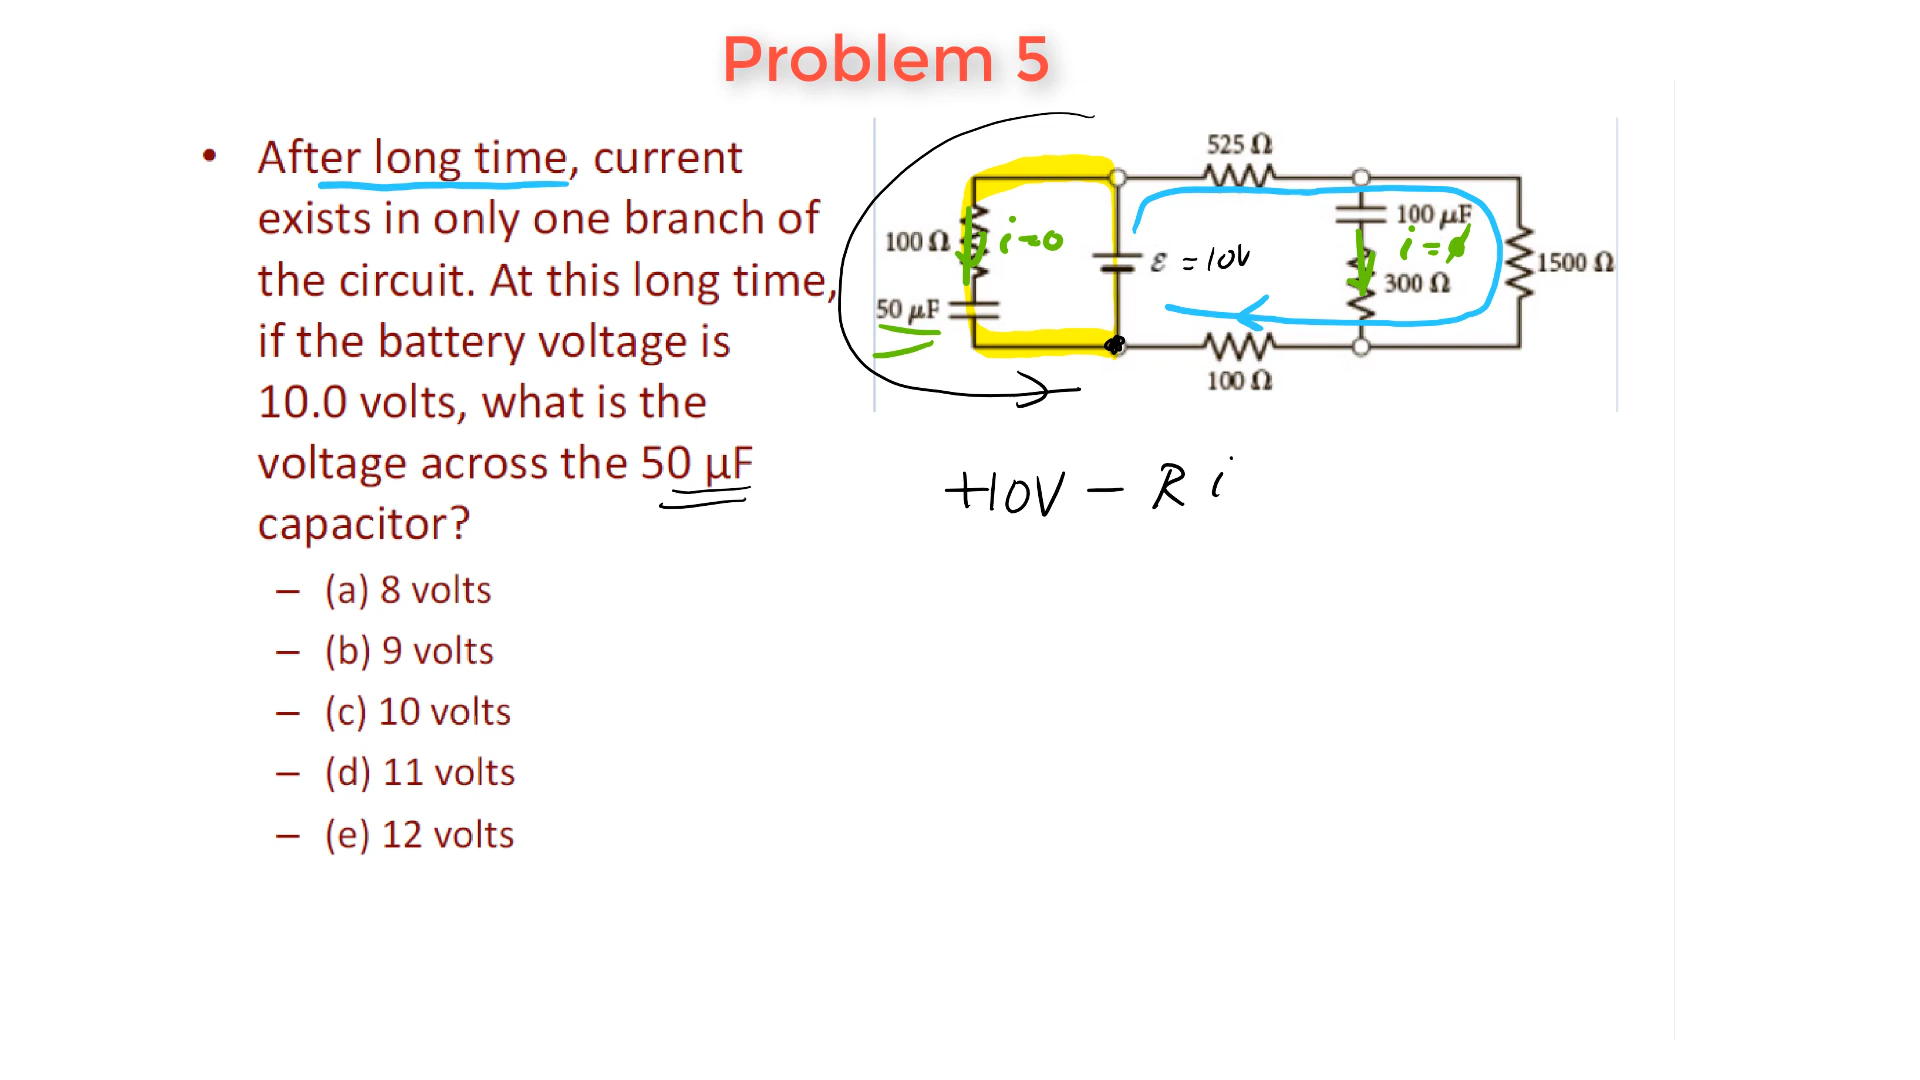 Problem 5
• After long time, current
exists in only one branch of
the circuit. At this long time,
if the battery voltage is
10.0 volts, what is the
voltage across the 50 μF
capacitor?
– (a) 8 volts
– (b) 9 volts
– (c) 10 volts
– (d) 11 volts
– (e) 12 volts
525 Ω
100 Ω
i=0
50 μF
ε = 10V
100 μF
i=0
300 Ω
1500 Ω
100 Ω
+10V – R i